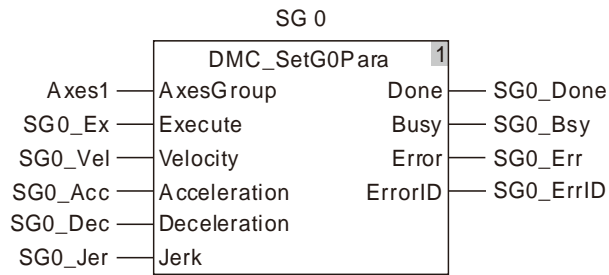 SG 0
DMC_SetG0Para 1
Axes1 AxesGroup Done SG0_Done
SG0_Ex Execute Busy SG0_Bsy
SG0_Vel Velocity Error SG0_Err
SG0_Acc Acceleration ErrorID SG0_ErrID
SG0_Dec Deceleration
SG0_Jer Jerk